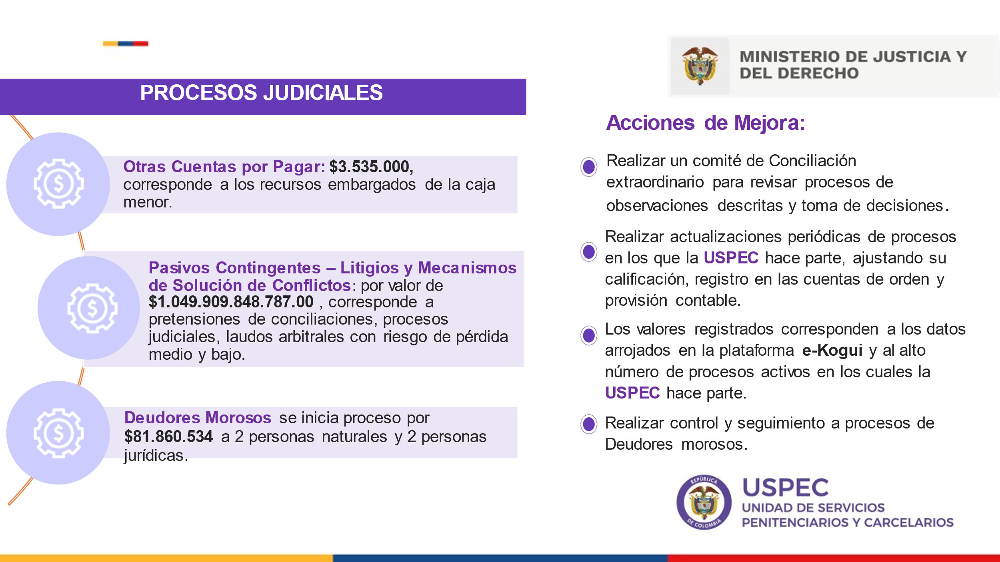 MINISTERIO DE JUSTICIA Y
DEL DERECHO
PROCESOS JUDICIALES
Otras Cuentas por Pagar: $3.535.000,
corresponde a los recursos embargados de la caja
menor.
Pasivos Contingentes – Litigios y Mecanismos
de Solución de Conflictos: por valor de
$1.049.909.848.787.00 , corresponde a
pretensiones de conciliaciones, procesos
judiciales, laudos arbitrales con riesgo de pérdida
medio y bajo.
Deudores Morosos se inicia proceso por
$81.860.534 a 2 personas naturales y 2 personas
jurídicas.
Acciones de Mejora:
Realizar un comité de Conciliación
extraordinario para revisar procesos de
observaciones descritas y toma de decisiones.
Realizar actualizaciones periódicas de procesos
en los que la USPEC hace parte, ajustando su
calificación, registro en las cuentas de orden y
provisión contable.
Los valores registrados corresponden a los datos
arrojados en la plataforma e-Kogui y al alto
número de procesos activos en los cuales la
USPEC hace parte.
Realizar control y seguimiento a procesos de
Deudores morosos.
REPÚBLICA
DE COLOMBIA
USPEC
UNIDAD DE SERVICIOS
PENITENCIARIOS Y CARCELARIOS